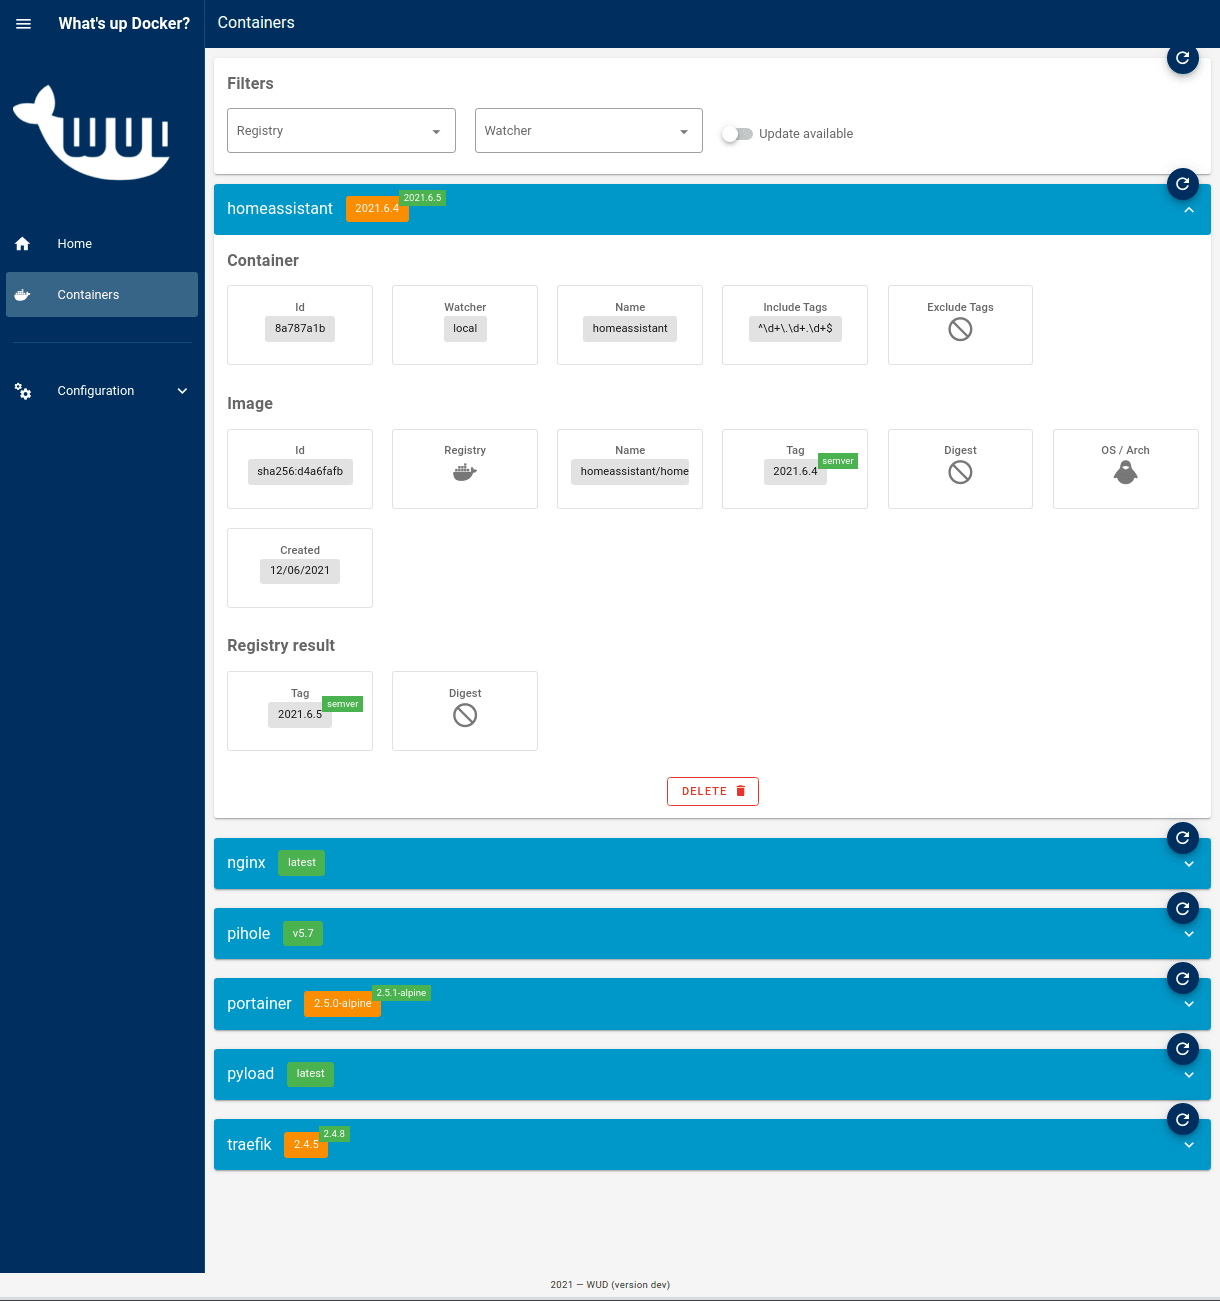 What's up Docker?
Containers
WUD
Home
Containers
Configuration
Filters
Registry
Watcher
Update available
homeassistant 2021.6.4 2021.6.5
Container
Id
8a787a1b
Watcher
local
Name
homeassistant
Include Tags
^\d+\.\d+.\d+$
Exclude Tags
Image
Id
sha256:d4a6fafb
Registry
Name
homeassistant/home
Tag
2021.6.4 semver
Digest
OS / Arch
Created
12/06/2021
Registry result
Tag
2021.6.5 semver
Digest
DELETE
nginx latest
pihole v5.7
portainer 2.5.0-alpine 2.5.1-alpine
pyload latest
traefik 2.4.5 2.4.8
2021 — WUD (version dev)